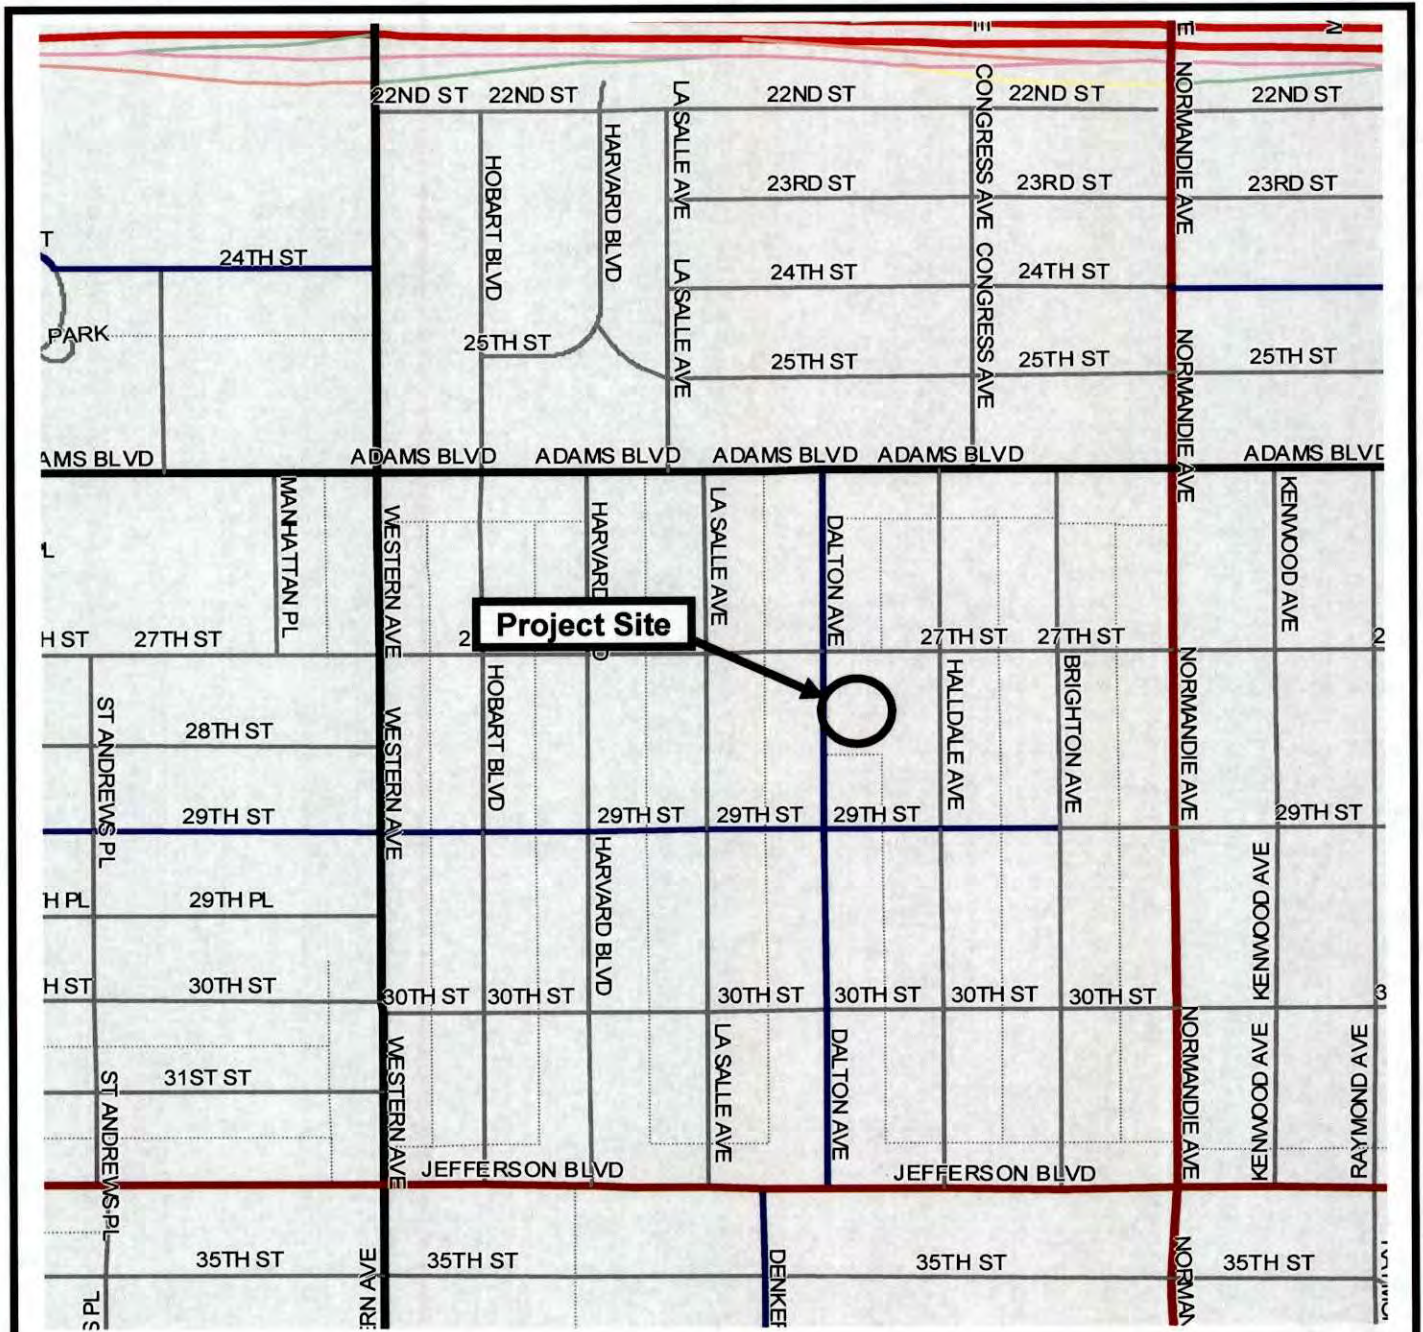 22ND ST 22ND ST 22ND ST 22ND ST 22ND ST
LA SALLE AVE
CONGRESS AVE
NORMANDIE AVE
HOBART BLVD
HARVARD BLVD
23RD ST 23RD ST 23RD ST
24TH ST
LA SALLE AVE
24TH ST 24TH ST
CONGRESS AVE
PARK
25TH ST
25TH ST 25TH ST 25TH ST
NORMANDIE AVE
AMS BLVD ADAMS BLVD ADAMS BLVD ADAMS BLVD ADAMS BLVD ADAMS BLVD
MANHATTAN PL
WESTERN AVE
HARVARD
LA SALLE AVE
DALTON AVE
KENWOOD AVE
Project Site
H ST 27TH ST 27TH ST 27TH ST
ST ANDREWS PL
WESTERN AVE
HOBART BLVD
HALLDALE AVE
BRIGHTON AVE
NORMANDIE AVE
28TH ST
29TH ST 29TH ST 29TH ST 29TH ST 29TH ST
HARVARD BLVD
KENWOOD AVE
H PL 29TH PL
H ST 30TH ST 30TH ST 30TH ST 30TH ST 30TH ST 30TH ST 30TH ST
WESTERN AVE
LA SALLE AVE
DALTON AVE
NORMANDIE AVE
KENWOOD AVE
RAYMOND AVE
31ST ST
ST ANDREWS PL
JEFFERSON BLVD JEFFERSON BLVD
35TH ST 35TH ST 35TH ST 35TH ST
ERN AVE
DENKER
NORMAN
S PL